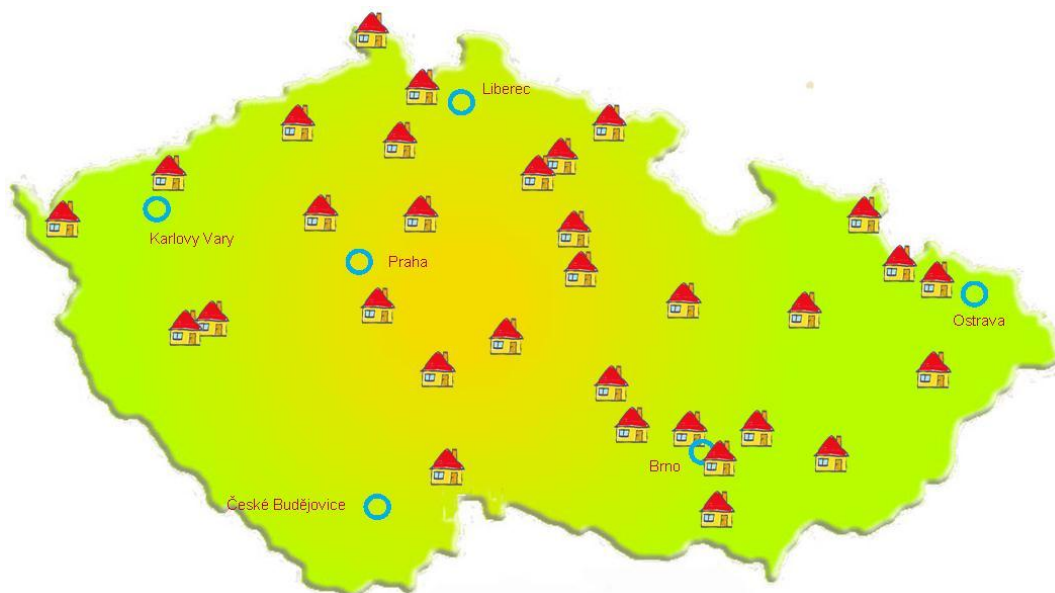 Liberec
Karlovy Vary
Praha
Ostrava
Brno
České Budějovice